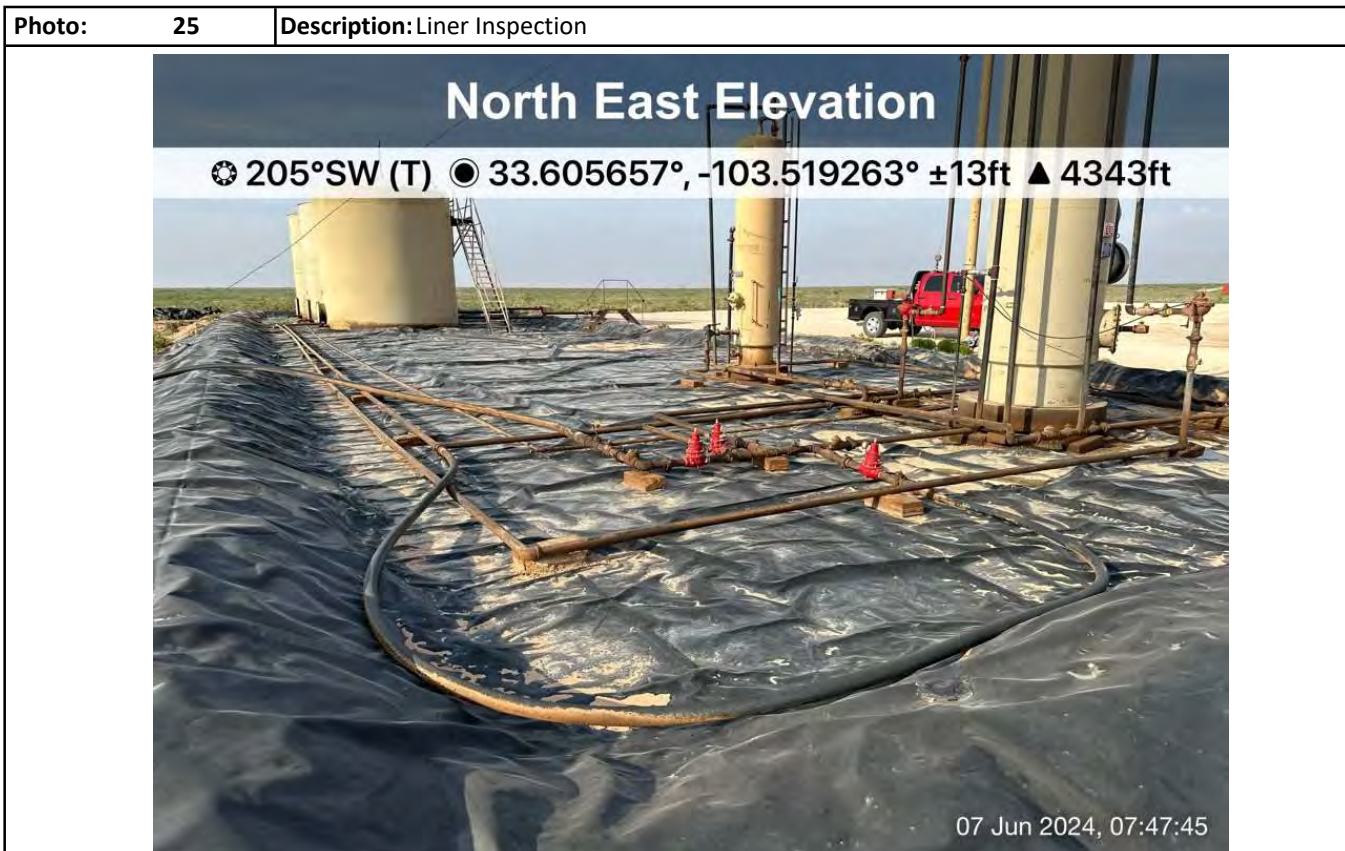 Photo: 25 Description: Liner Inspection
North East Elevation
205°SW (T) 33.605657°, -103.519263° ±13ft ▲ 4343ft
07 Jun 2024, 07:47:45